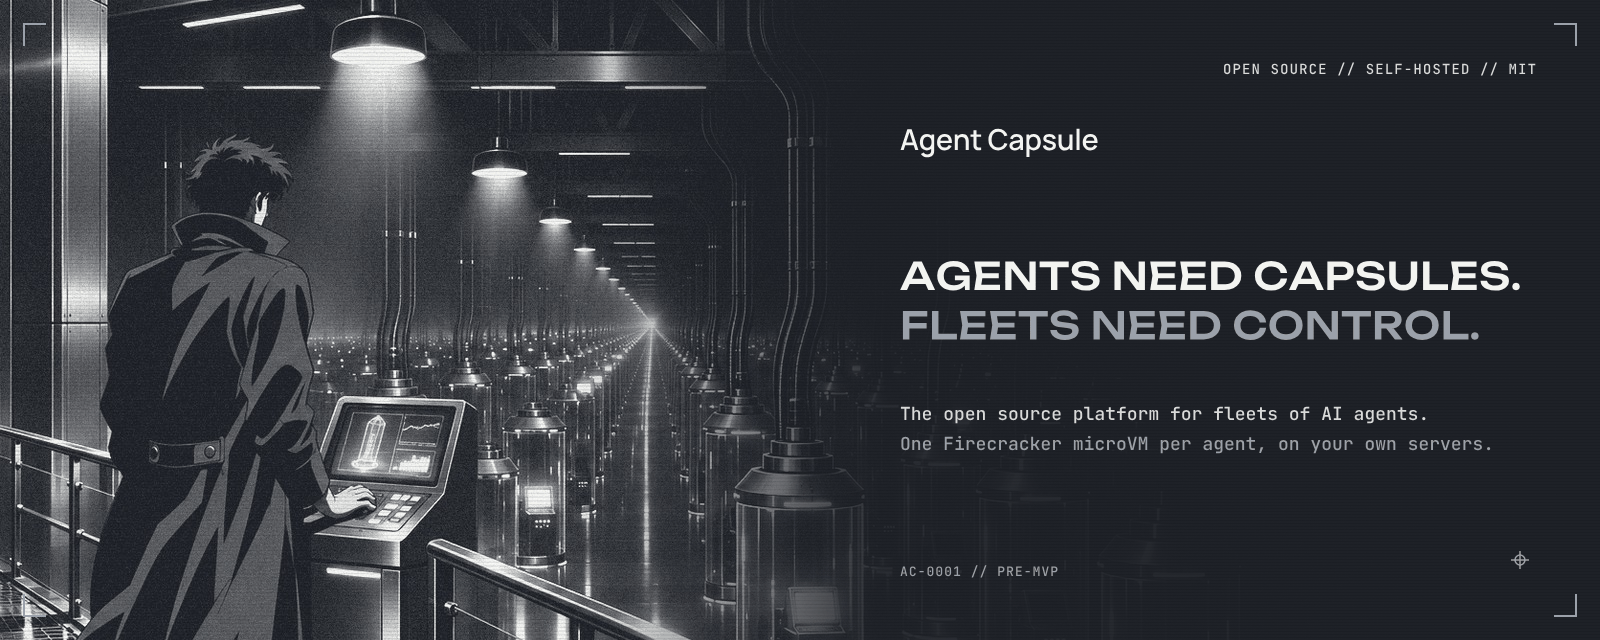 OPEN SOURCE // SELF-HOSTED // MIT
Agent Capsule
AGENTS NEED CAPSULES.
FLEETS NEED CONTROL.
The open source platform for fleets of AI agents.
One Firecracker microVM per agent, on your own servers.
AC-0001 // PRE-MVP